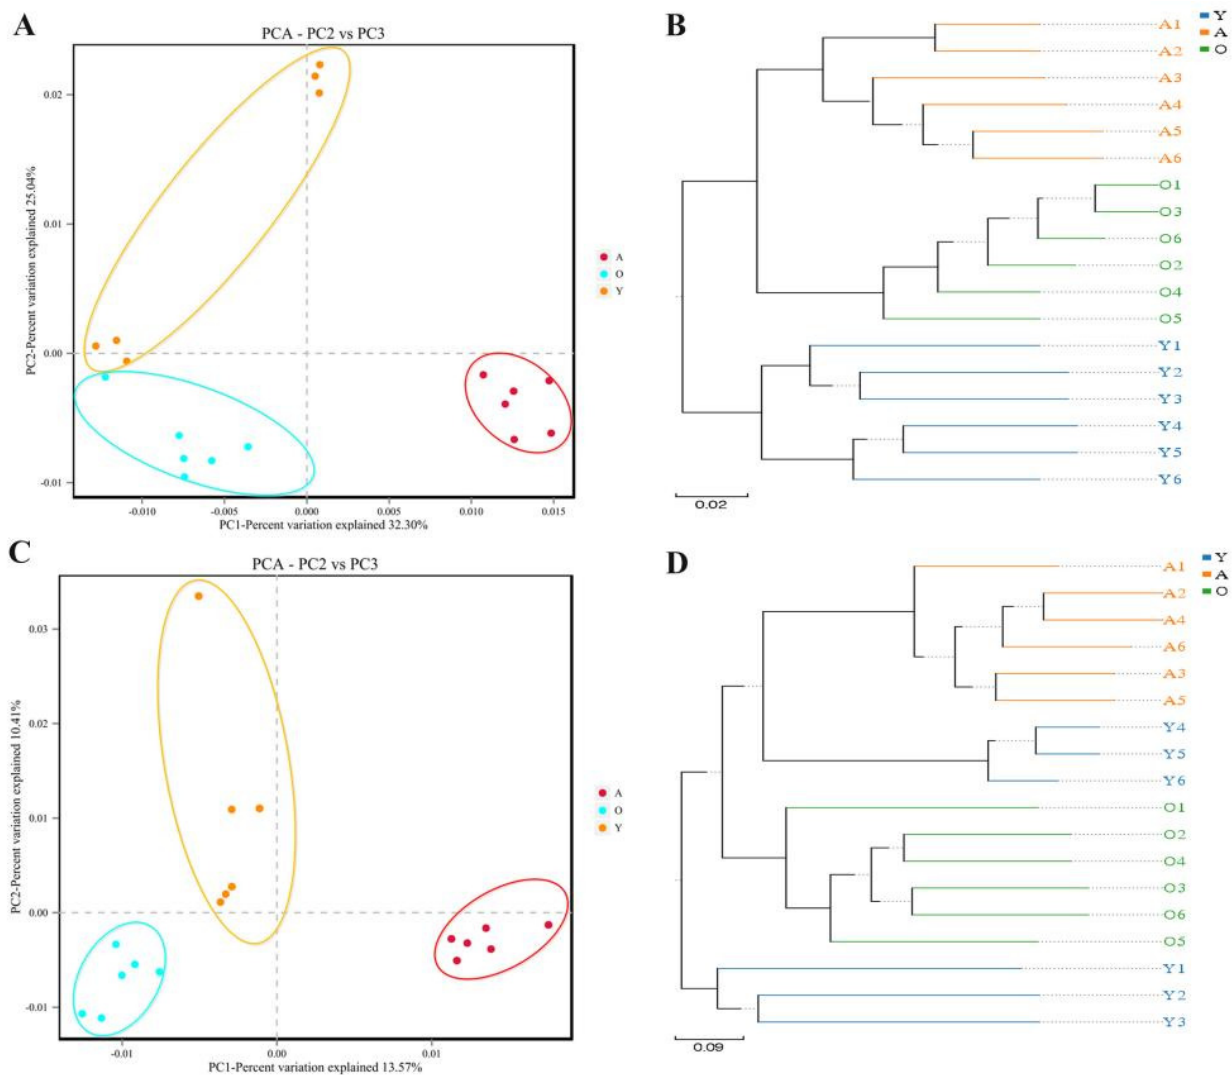 A
PCA - PC2 vs PC3
0.02
0.01
0.00
-0.01
PC2-Percent variation explained 25.04%
-0.010
-0.005
0.000
0.005
0.010
0.015
PC1-Percent variation explained 32.30%
A
O
Y
B
Y
A
O
A1
A2
A3
A4
A5
A6
O1
O3
O6
O2
O4
O5
Y1
Y2
Y3
Y4
Y5
Y6
0.02
C
PCA - PC2 vs PC3
0.03
0.02
0.01
0.00
-0.01
PC2-Percent variation explained 10.41%
-0.01
0.00
0.01
PC1-Percent variation explained 13.57%
A
O
Y
D
Y
A
O
A1
A2
A4
A6
A3
A5
Y4
Y5
Y6
O1
O2
O4
O3
O6
O5
Y1
Y2
Y3
0.09